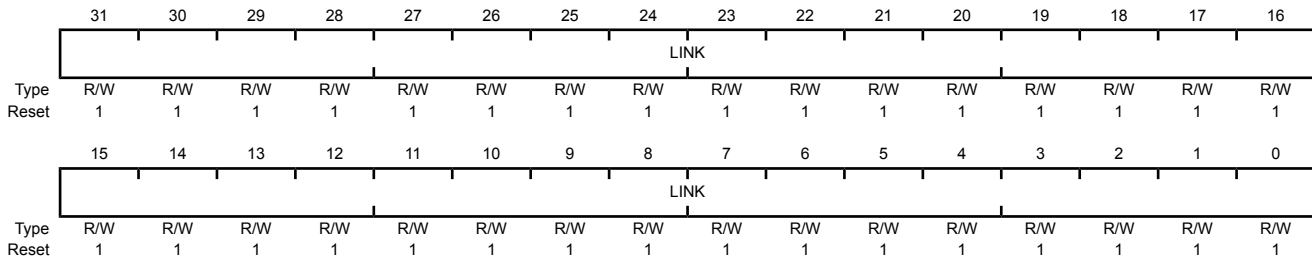 31 30 29 28 27 26 25 24 23 22 21 20 19 18 17 16
LINK
Type R/W R/W R/W R/W R/W R/W R/W R/W R/W R/W R/W R/W R/W R/W R/W R/W
Reset 1 1 1 1 1 1 1 1 1 1 1 1 1 1 1 1
15 14 13 12 11 10 9 8 7 6 5 4 3 2 1 0
LINK
Type R/W R/W R/W R/W R/W R/W R/W R/W R/W R/W R/W R/W R/W R/W R/W R/W
Reset 1 1 1 1 1 1 1 1 1 1 1 1 1 1 1 1